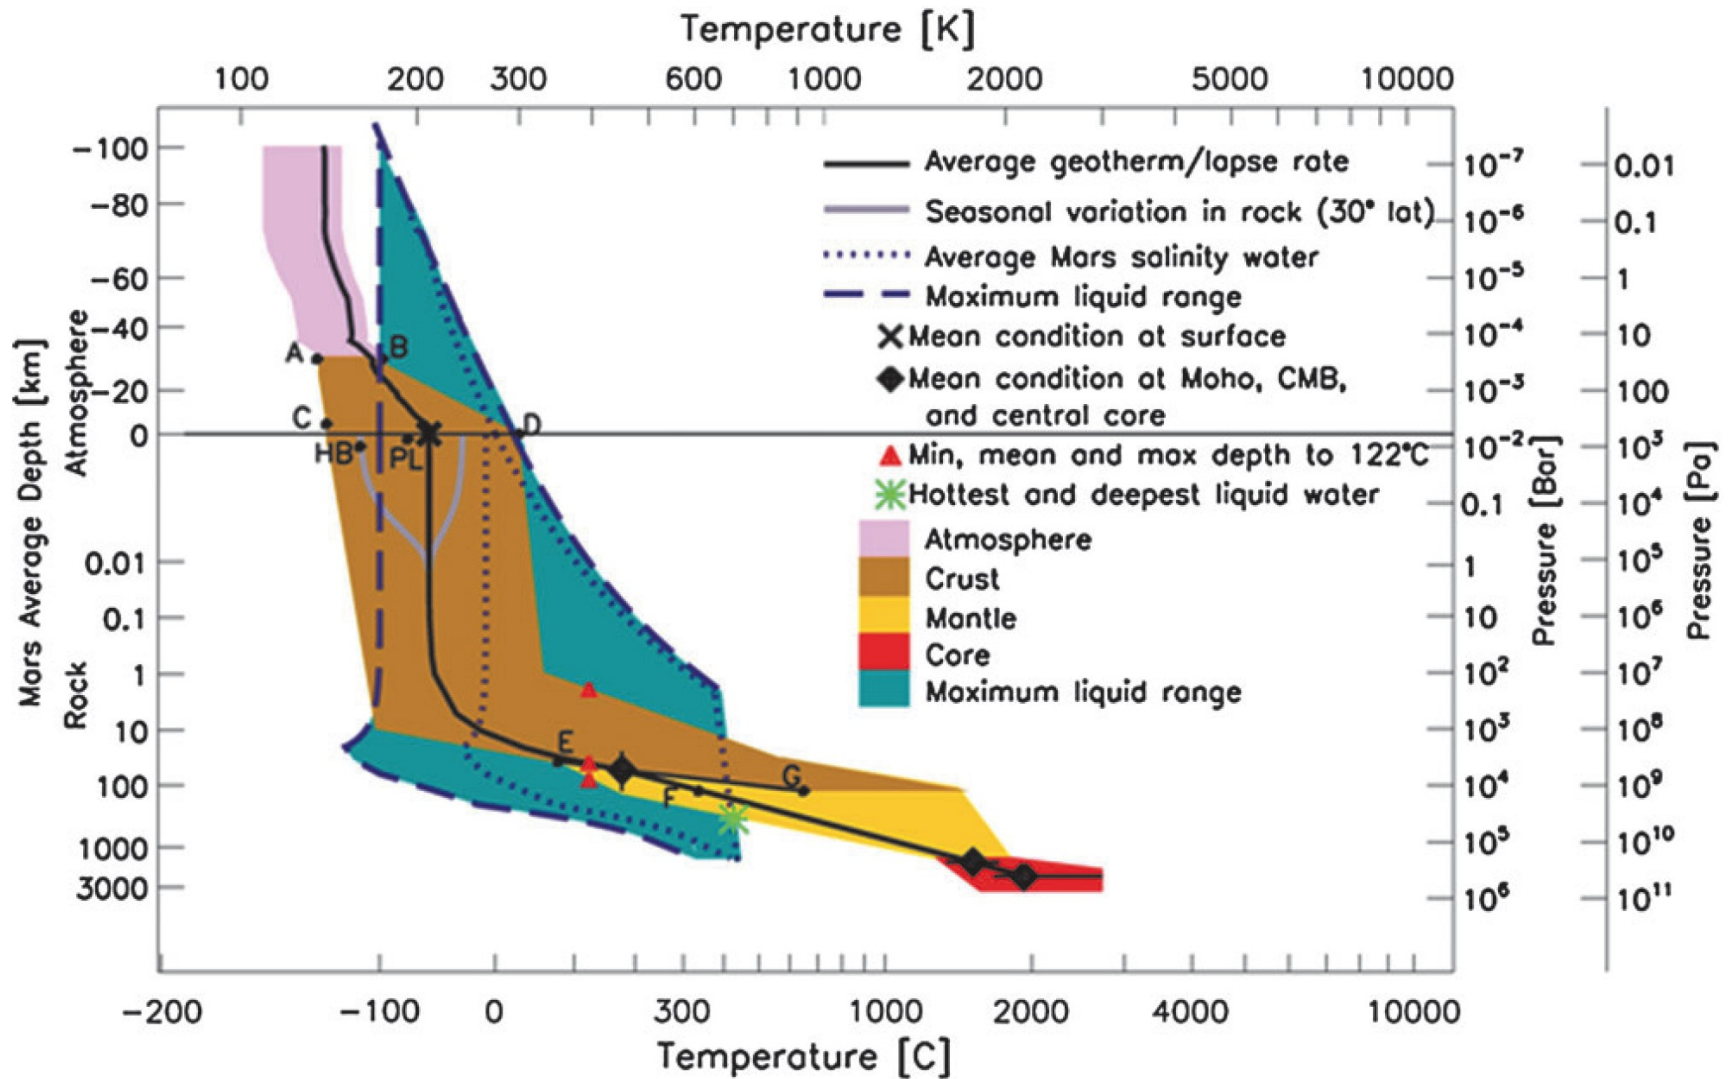 Temperature [K]
100 200 300 600 1000 2000 5000 10000
Mars Average Depth [km]
Atmosphere
Rock
-100
-80
-60
-40
-20
0
0.01
0.1
1
10
100
1000
3000
A
B
C
D
HB
PL
E
F
G
Average geotherm/lapse rate
Seasonal variation in rock (30° lat)
Average Mars salinity water
Maximum liquid range
Mean condition at surface
Mean condition at Moho, CMB,
and central core
Min, mean and max depth to 122°C
Hottest and deepest liquid water
Atmosphere
Crust
Mantle
Core
Maximum liquid range
10⁻⁷
10⁻⁶
10⁻⁵
10⁻⁴
10⁻³
10⁻²
0.1
1
10
10²
10³
10⁴
10⁵
10⁶
Pressure [Bar]
0.01
0.1
1
10
100
10³
10⁴
10⁵
10⁶
10⁷
10⁸
10⁹
10¹⁰
10¹¹
Pressure [Pa]
-200 -100 0 300 1000 2000 4000 10000
Temperature [C]